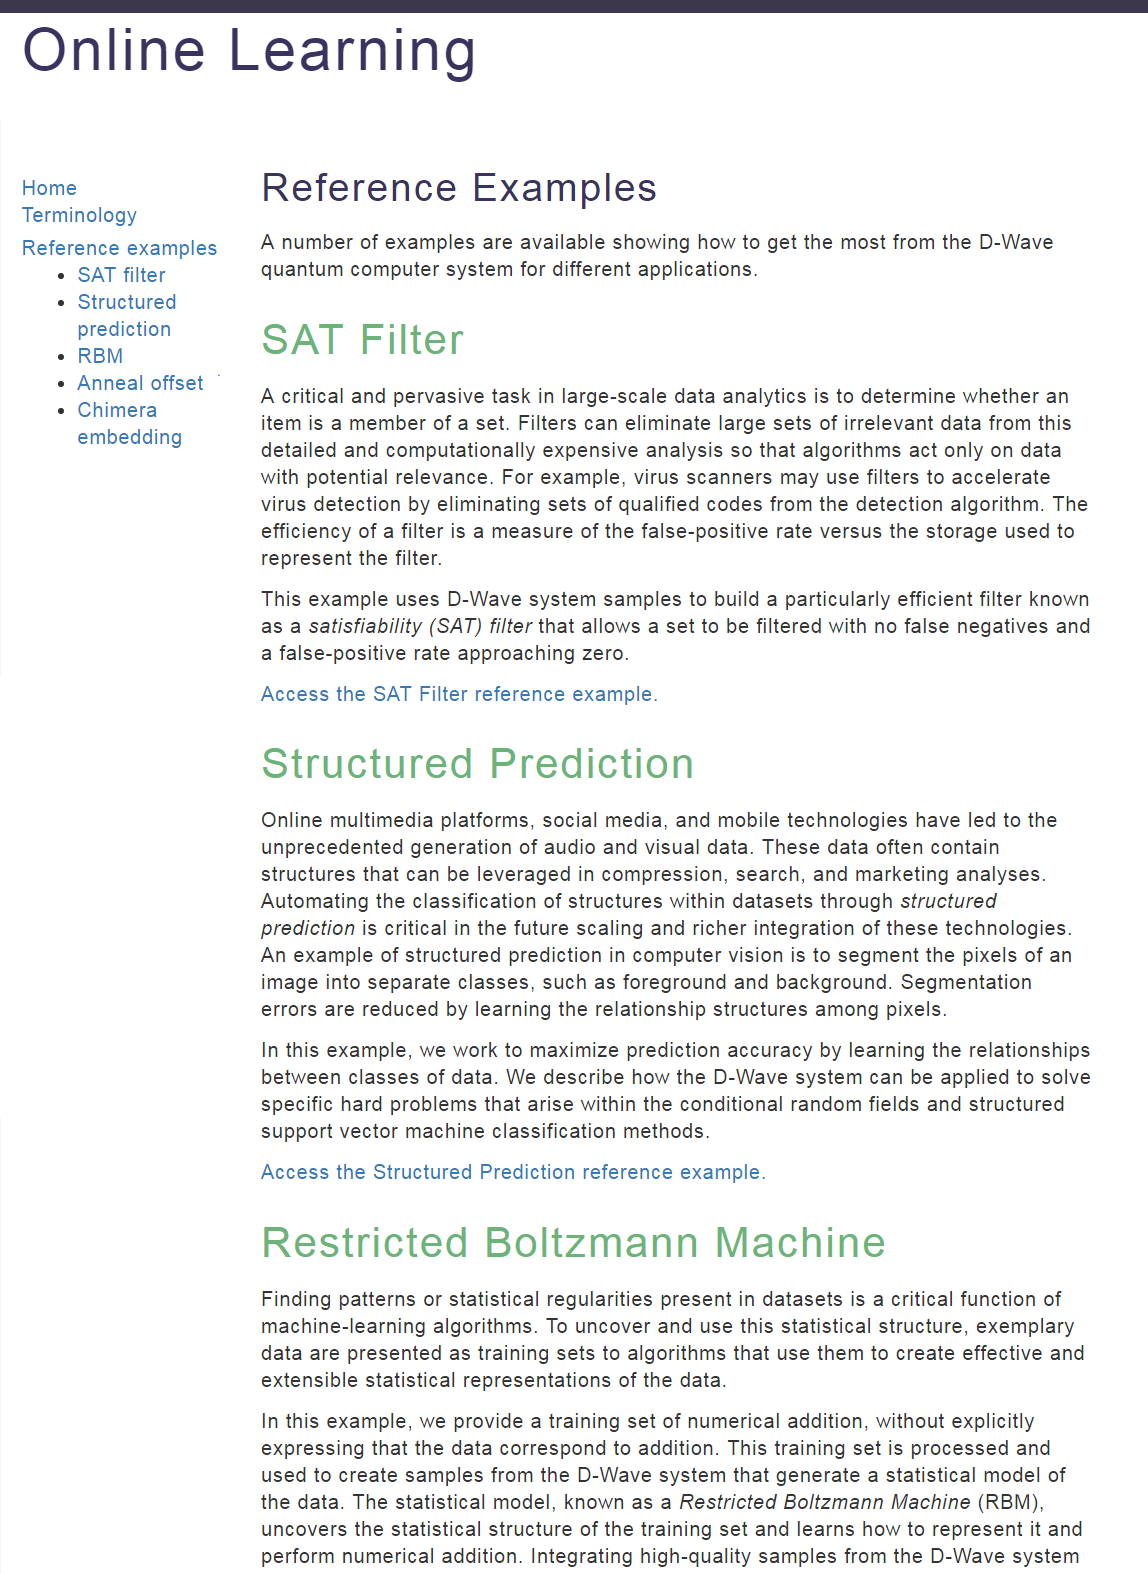 Online Learning
Home
Terminology
Reference examples
SAT filter
Structured
prediction
RBM
Anneal offset
Chimera
embedding
Reference Examples
A number of examples are available showing how to get the most from the D-Wave
quantum computer system for different applications.
SAT Filter
A critical and pervasive task in large-scale data analytics is to determine whether an
item is a member of a set. Filters can eliminate large sets of irrelevant data from this
detailed and computationally expensive analysis so that algorithms act only on data
with potential relevance. For example, virus scanners may use filters to accelerate
virus detection by eliminating sets of qualified codes from the detection algorithm. The
efficiency of a filter is a measure of the false-positive rate versus the storage used to
represent the filter.
This example uses D-Wave system samples to build a particularly efficient filter known
as a satisfiability (SAT) filter that allows a set to be filtered with no false negatives and
a false-positive rate approaching zero.
Access the SAT Filter reference example.
Structured Prediction
Online multimedia platforms, social media, and mobile technologies have led to the
unprecedented generation of audio and visual data. These data often contain
structures that can be leveraged in compression, search, and marketing analyses.
Automating the classification of structures within datasets through structured
prediction is critical in the future scaling and richer integration of these technologies.
An example of structured prediction in computer vision is to segment the pixels of an
image into separate classes, such as foreground and background. Segmentation
errors are reduced by learning the relationship structures among pixels.
In this example, we work to maximize prediction accuracy by learning the relationships
between classes of data. We describe how the D-Wave system can be applied to solve
specific hard problems that arise within the conditional random fields and structured
support vector machine classification methods.
Access the Structured Prediction reference example.
Restricted Boltzmann Machine
Finding patterns or statistical regularities present in datasets is a critical function of
machine-learning algorithms. To uncover and use this statistical structure, exemplary
data are presented as training sets to algorithms that use them to create effective and
extensible statistical representations of the data.
In this example, we provide a training set of numerical addition, without explicitly
expressing that the data correspond to addition. This training set is processed and
used to create samples from the D-Wave system that generate a statistical model of
the data. The statistical model, known as a Restricted Boltzmann Machine (RBM),
uncovers the statistical structure of the training set and learns how to represent it and
perform numerical addition. Integrating high-quality samples from the D-Wave system